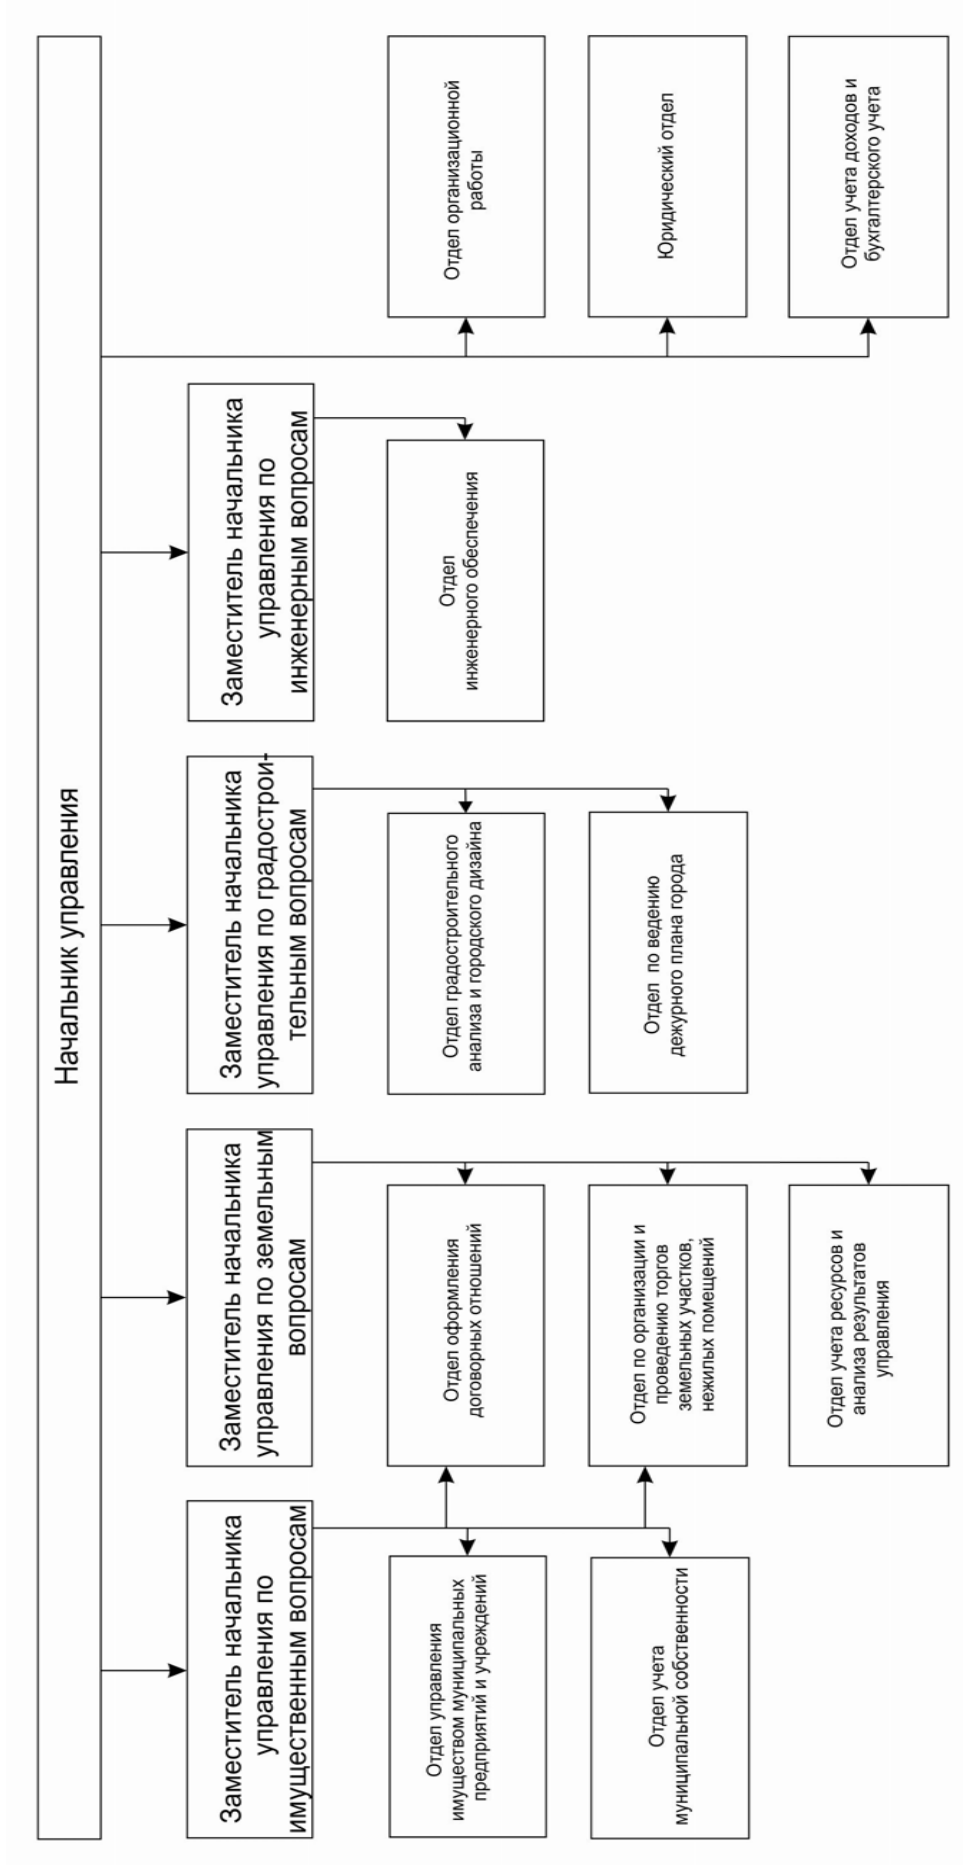 Начальник управления
Заместитель начальника
управления по
имущественным вопросам
Заместитель начальника
управления по земельным
вопросам
Заместитель начальника
управления по градострои-
тельным вопросам
Заместитель начальника
управления по
инженерным вопросам
Отдел управления
имуществом муниципальных
предприятий и учреждений
Отдел оформления
договорных отношений
Отдел градостроительного
анализа и городского дизайна
Отдел
инженерного обеспечения
Отдел организационной
работы
Отдел учета
муниципальной собственности
Отдел по организации и
проведению торгов
земельных участков,
нежилых помещений
Отдел по ведению
дежурного плана города
Юридический отдел
Отдел учета ресурсов и
анализа результатов
управления
Отдел учета доходов и
бухгалтерского учета